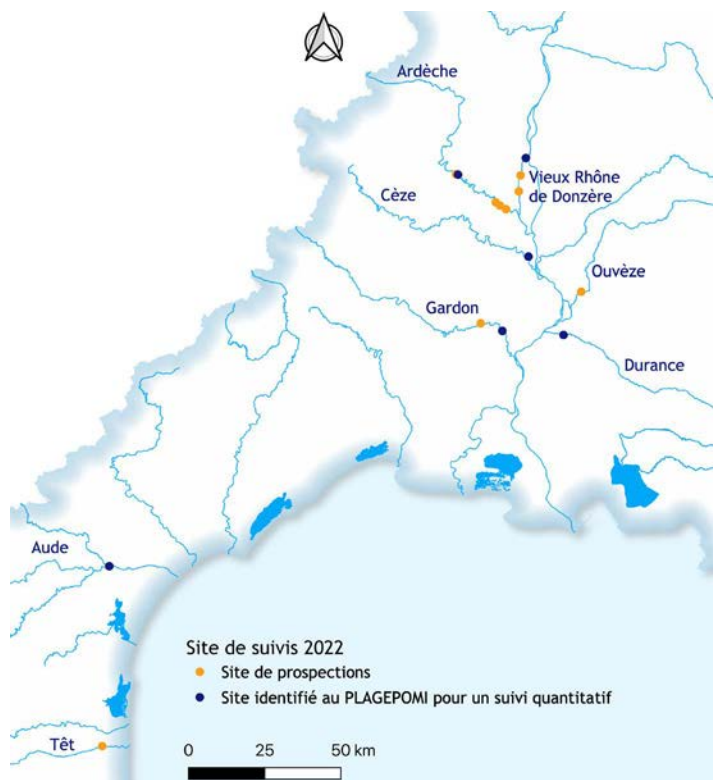 Ardèche
Vieux Rhône
de Donzère
Cèze
Ouvèze
Gardon
Durance
Aude
Site de suivis 2022
Site de prospections
Site identifié au PLAGEPOMI pour un suivi quantitatif
Têt
0 25 50 km